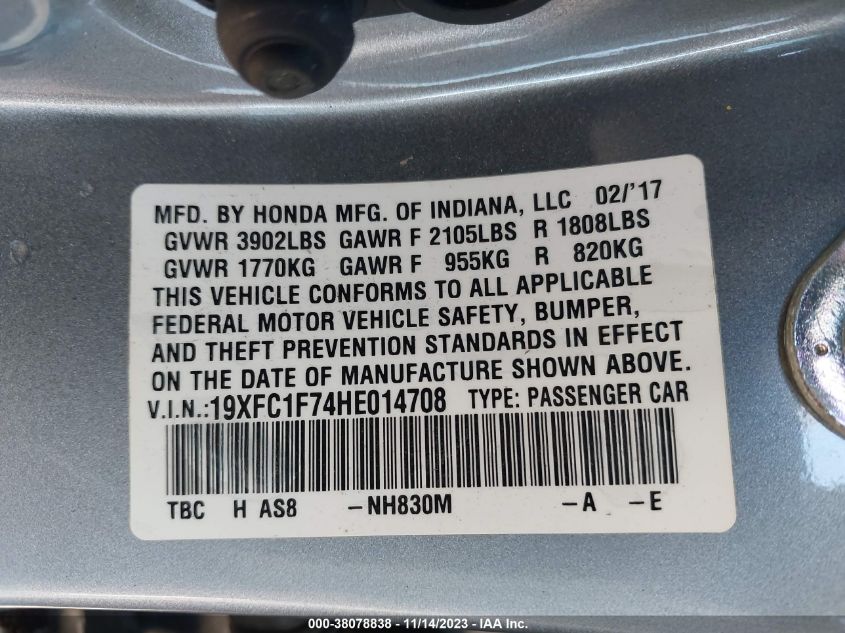 MFD. BY HONDA MFG. OF INDIANA, LLC 02/'17
GVWR 3902LBS GAWR F 2105LBS R 1808LBS
GVWR 1770KG GAWR F 955KG R 820KG
THIS VEHICLE CONFORMS TO ALL APPLICABLE
FEDERAL MOTOR VEHICLE SAFETY, BUMPER,
AND THEFT PREVENTION STANDARDS IN EFFECT
ON THE DATE OF MANUFACTURE SHOWN ABOVE.
V.I.N.:19XFC1F74HE014708 TYPE: PASSENGER CAR
TBC H AS8 -NH830M -A -E
000-38078838 - 11/14/2023 - IAA Inc.